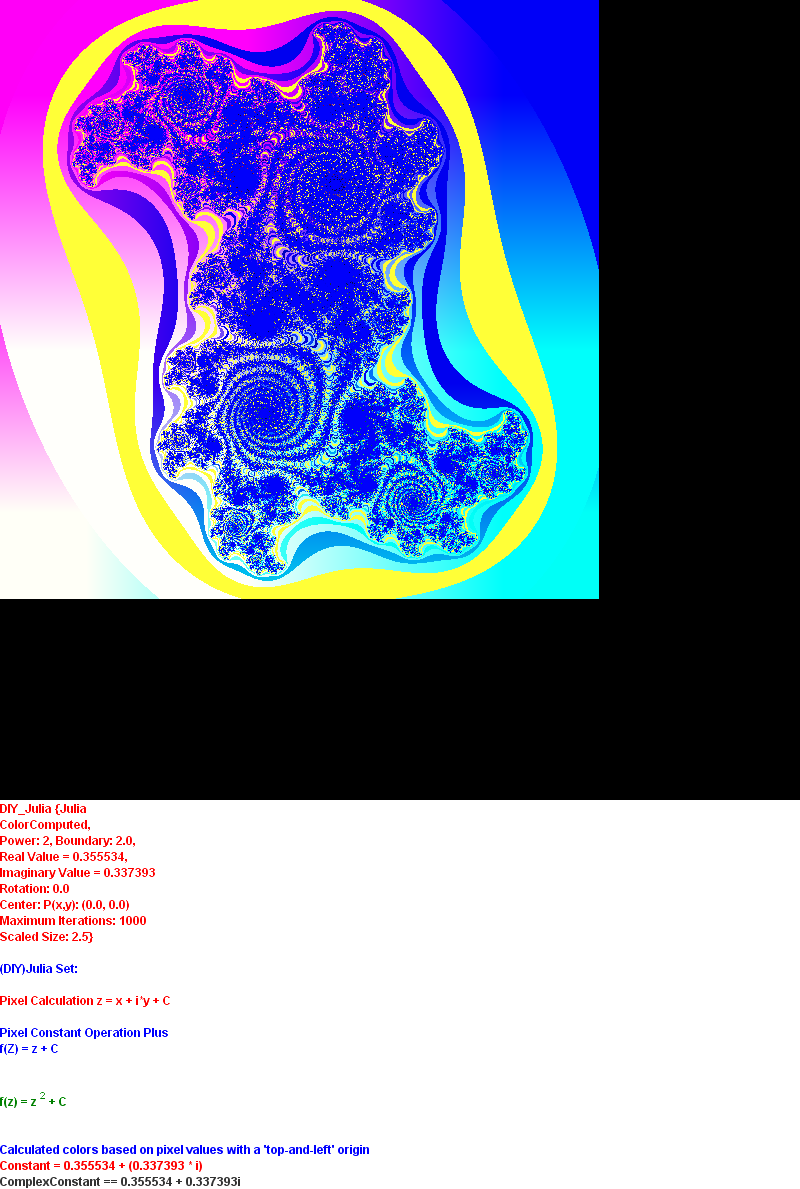 DIY_Julia {Julia
ColorComputed,
Power: 2, Boundary: 2.0,
Real Value = 0.355534,
Imaginary Value = 0.337393
Rotation: 0.0
Center: P(x,y): (0.0, 0.0)
Maximum Iterations: 1000
Scaled Size: 2.5}
(DIY)Julia Set:
Pixel Calculation z = x + i*y + C
Pixel Constant Operation Plus
f(Z) = z + C
f(z) = z 2 + C
Calculated colors based on pixel values with a 'top-and-left' origin
Constant = 0.355534 + (0.337393 * i)
ComplexConstant == 0.355534 + 0.337393i